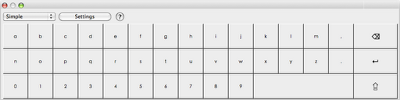 Simple Settings ?
a b c d e f g h i j k l m .
n o p q r s t u v w x y z .
0 1 2 3 4 5 6 7 8 9